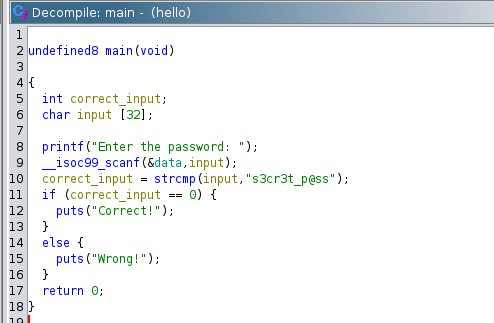 Decompile: main - (hello)
1
2 undefined8 main(void)
3
4 {
5 int correct_input;
6 char input [32];
7
8 printf("Enter the password: ");
9 __isoc99_scanf(&data,input);
10 correct_input = strcmp(input,"s3cr3t_p@ss");
11 if (correct_input == 0) {
12 puts("Correct!");
13 }
14 else {
15 puts("Wrong!");
16 }
17 return 0;
18 }
19